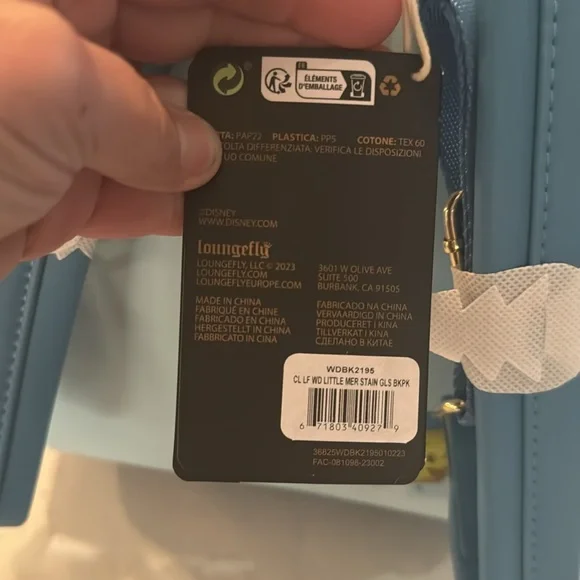 FR
ÉLÉMENTS
D'EMBALLAGE
PAP22 PLASTICA: PP5 COTONE: TEX 60
DIFFERENZIATA. VERIFICA LE DISPOSIZIONI
COMUNE
©DISNEY
WWW.DISNEY.COM
loungefly
LOUNGEFLY, LLC © 2023
LOUNGEFLY.COM
LOUNGEFLYEUROPE.COM
3601 W OLIVE AVE
SUITE 500
BURBANK, CA 91505
MADE IN CHINA
FABRIQUÉ EN CHINE
FABRICADO EN CHINA
HERGESTELLT IN CHINA
FABBRICATO IN CINA
FABRICADO NA CHINA
VERVAARDIGD IN CHINA
PRODUCERET I KINA
TILLVERKAD I KINA
СДЕЛАНО В КИТАЕ
WDBK2195
CL LF WD LITTLE MER STAIN GLS BKPK
6 71803 40927 9
36625WDBK2195010223
FAC-081098-23002